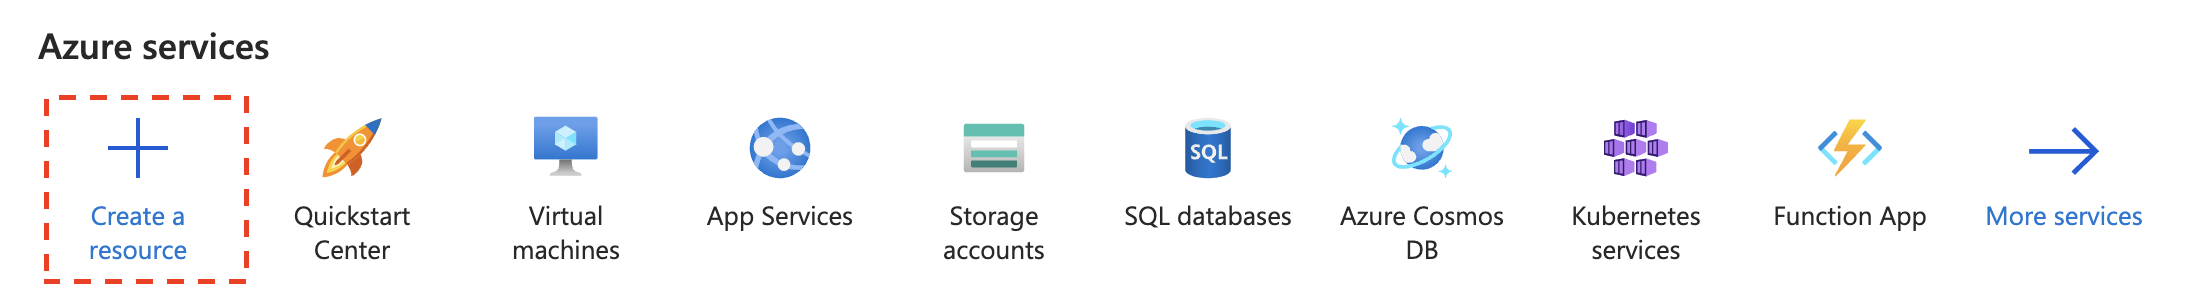 Azure services
SQL
Create a
resource
Quickstart
Center
Virtual
machines
App Services
Storage
accounts
SQL databases
Azure Cosmos
DB
Kubernetes
services
Function App
More services